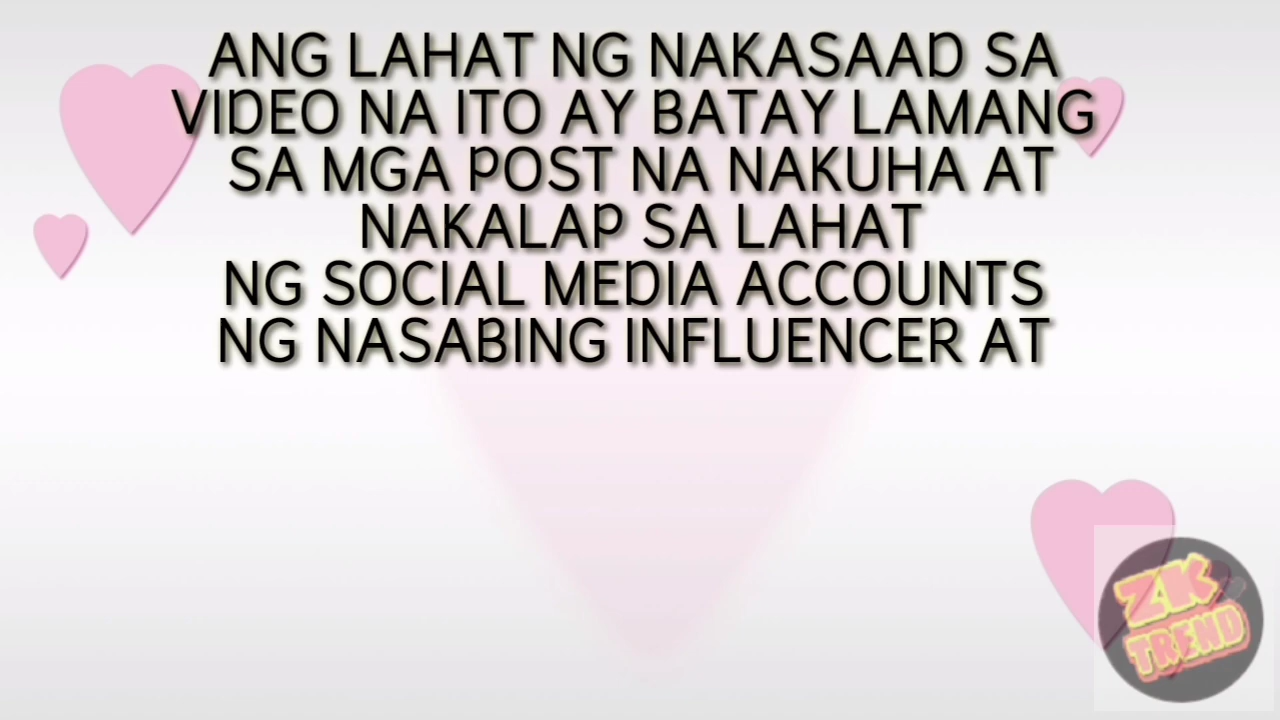 ANG LAHAT NG NAKASAAD SA
VIDEO NA ITO AY BATAY LAMANG
SA MGA POST NA NAKUHA AT
NAKALAP SA LAHAT
NG SOCIAL MEDIA ACCOUNTS
NG NASABING INFLUENCER AT
ZK
TREND